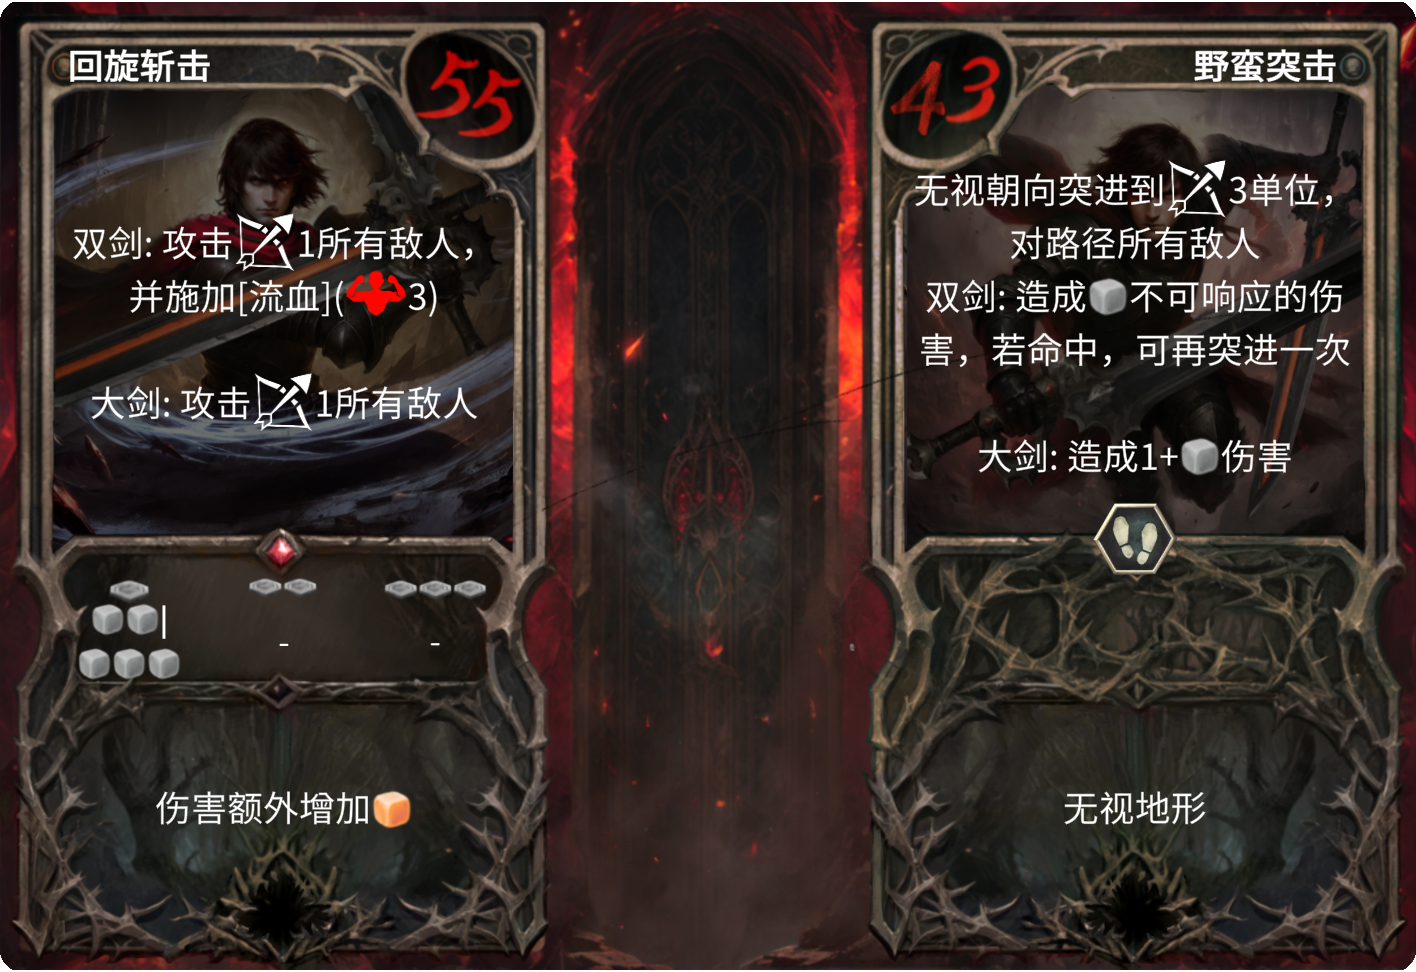 回旋斩击
55
双剑: 攻击1所有敌人,
并施加[流血](3)
大剑: 攻击1所有敌人
|
-
-
伤害额外增加
43
野蛮突击
无视朝向突进到3单位,
对路径所有敌人
双剑: 造成不可响应的伤
害，若命中，可再突进一次
大剑: 造成1+伤害
无视地形